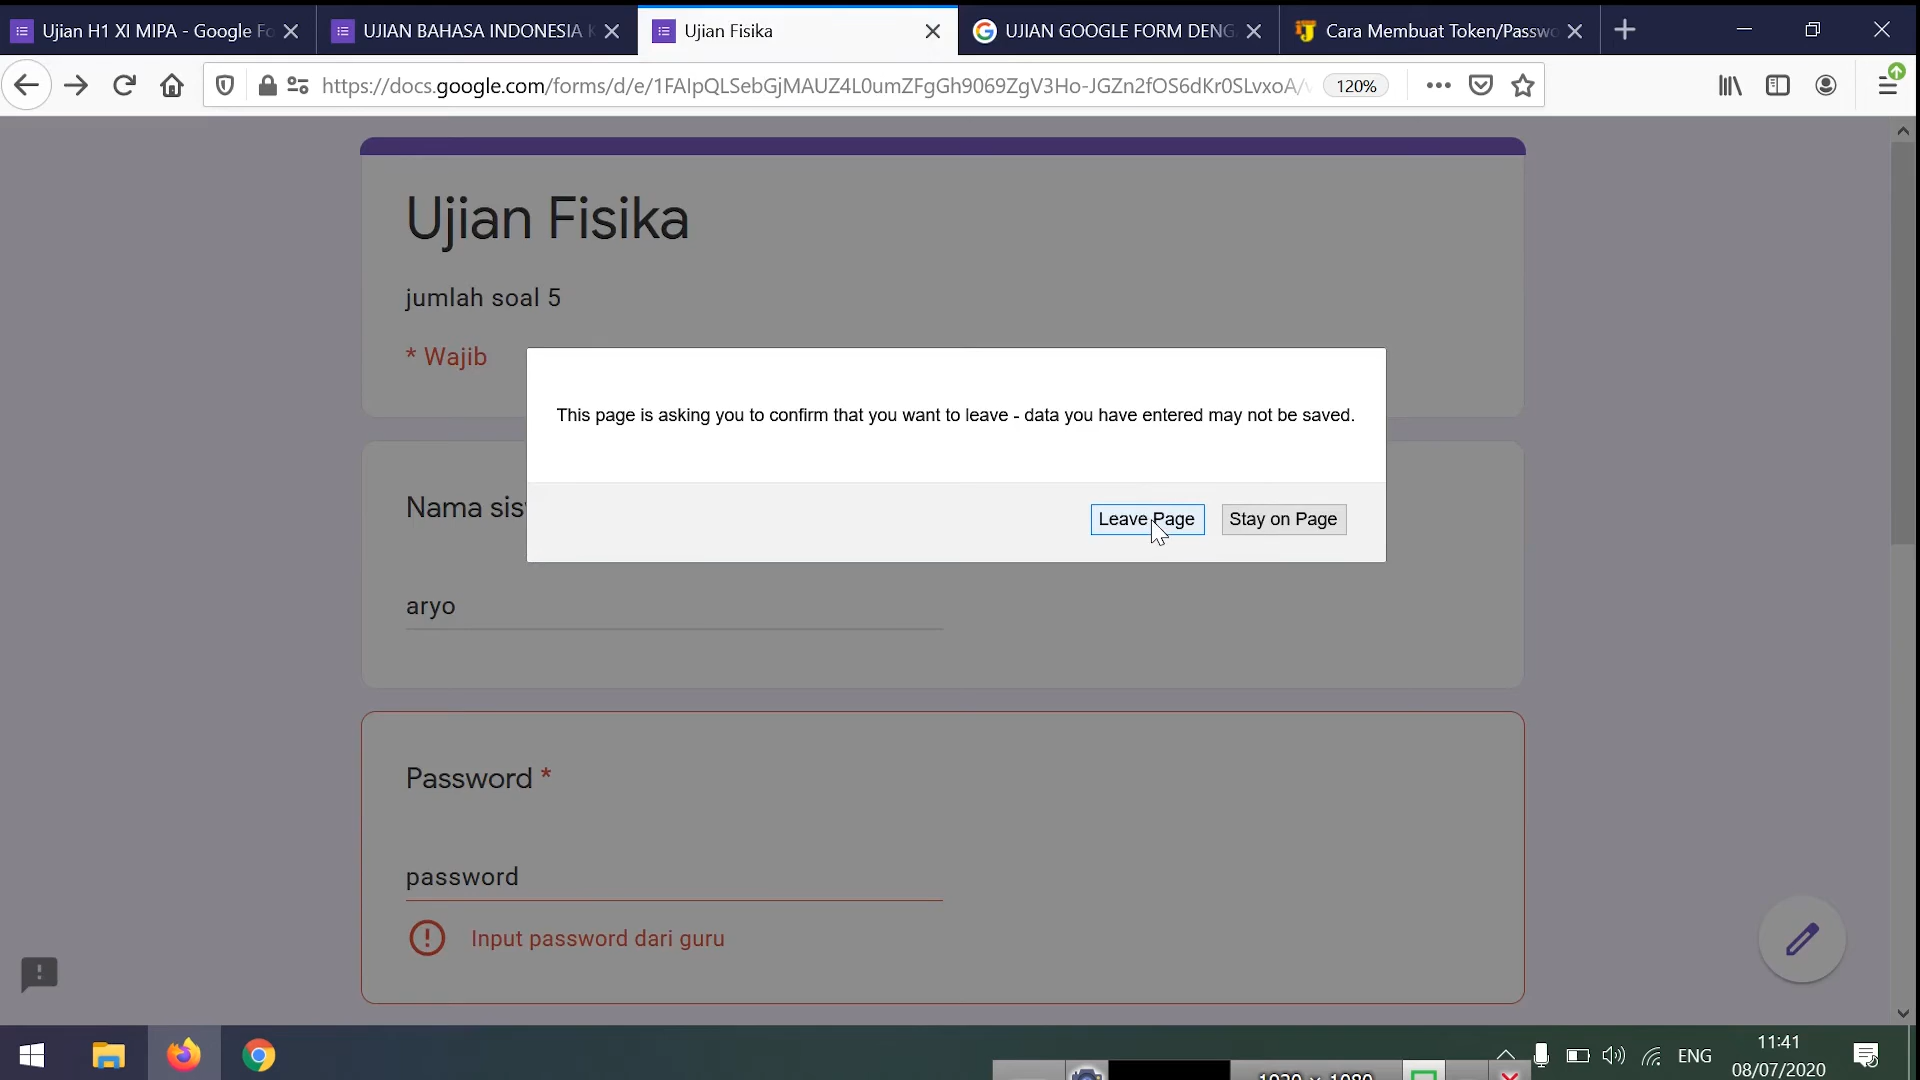 Ujian H1 XI MIPA - Google Fo
UJIAN BAHASA INDONESIA K
Ujian Fisika
UJIAN GOOGLE FORM DENG
Cara Membuat Token/Passwo
https://docs.google.com/forms/d/e/1FAIpQLSebGjMAUZ4L0umZFgGh9069ZgV3Ho-JGZn2fOS6dKr0SLvxoA/v
120%
Ujian Fisika
jumlah soal 5
* Wajib
This page is asking you to confirm that you want to leave - data you have entered may not be saved.
Leave Page
Stay on Page
Nama sis
aryo
Password *
password
Input password dari guru
ENG
11:41
08/07/2020
1920 x 1080